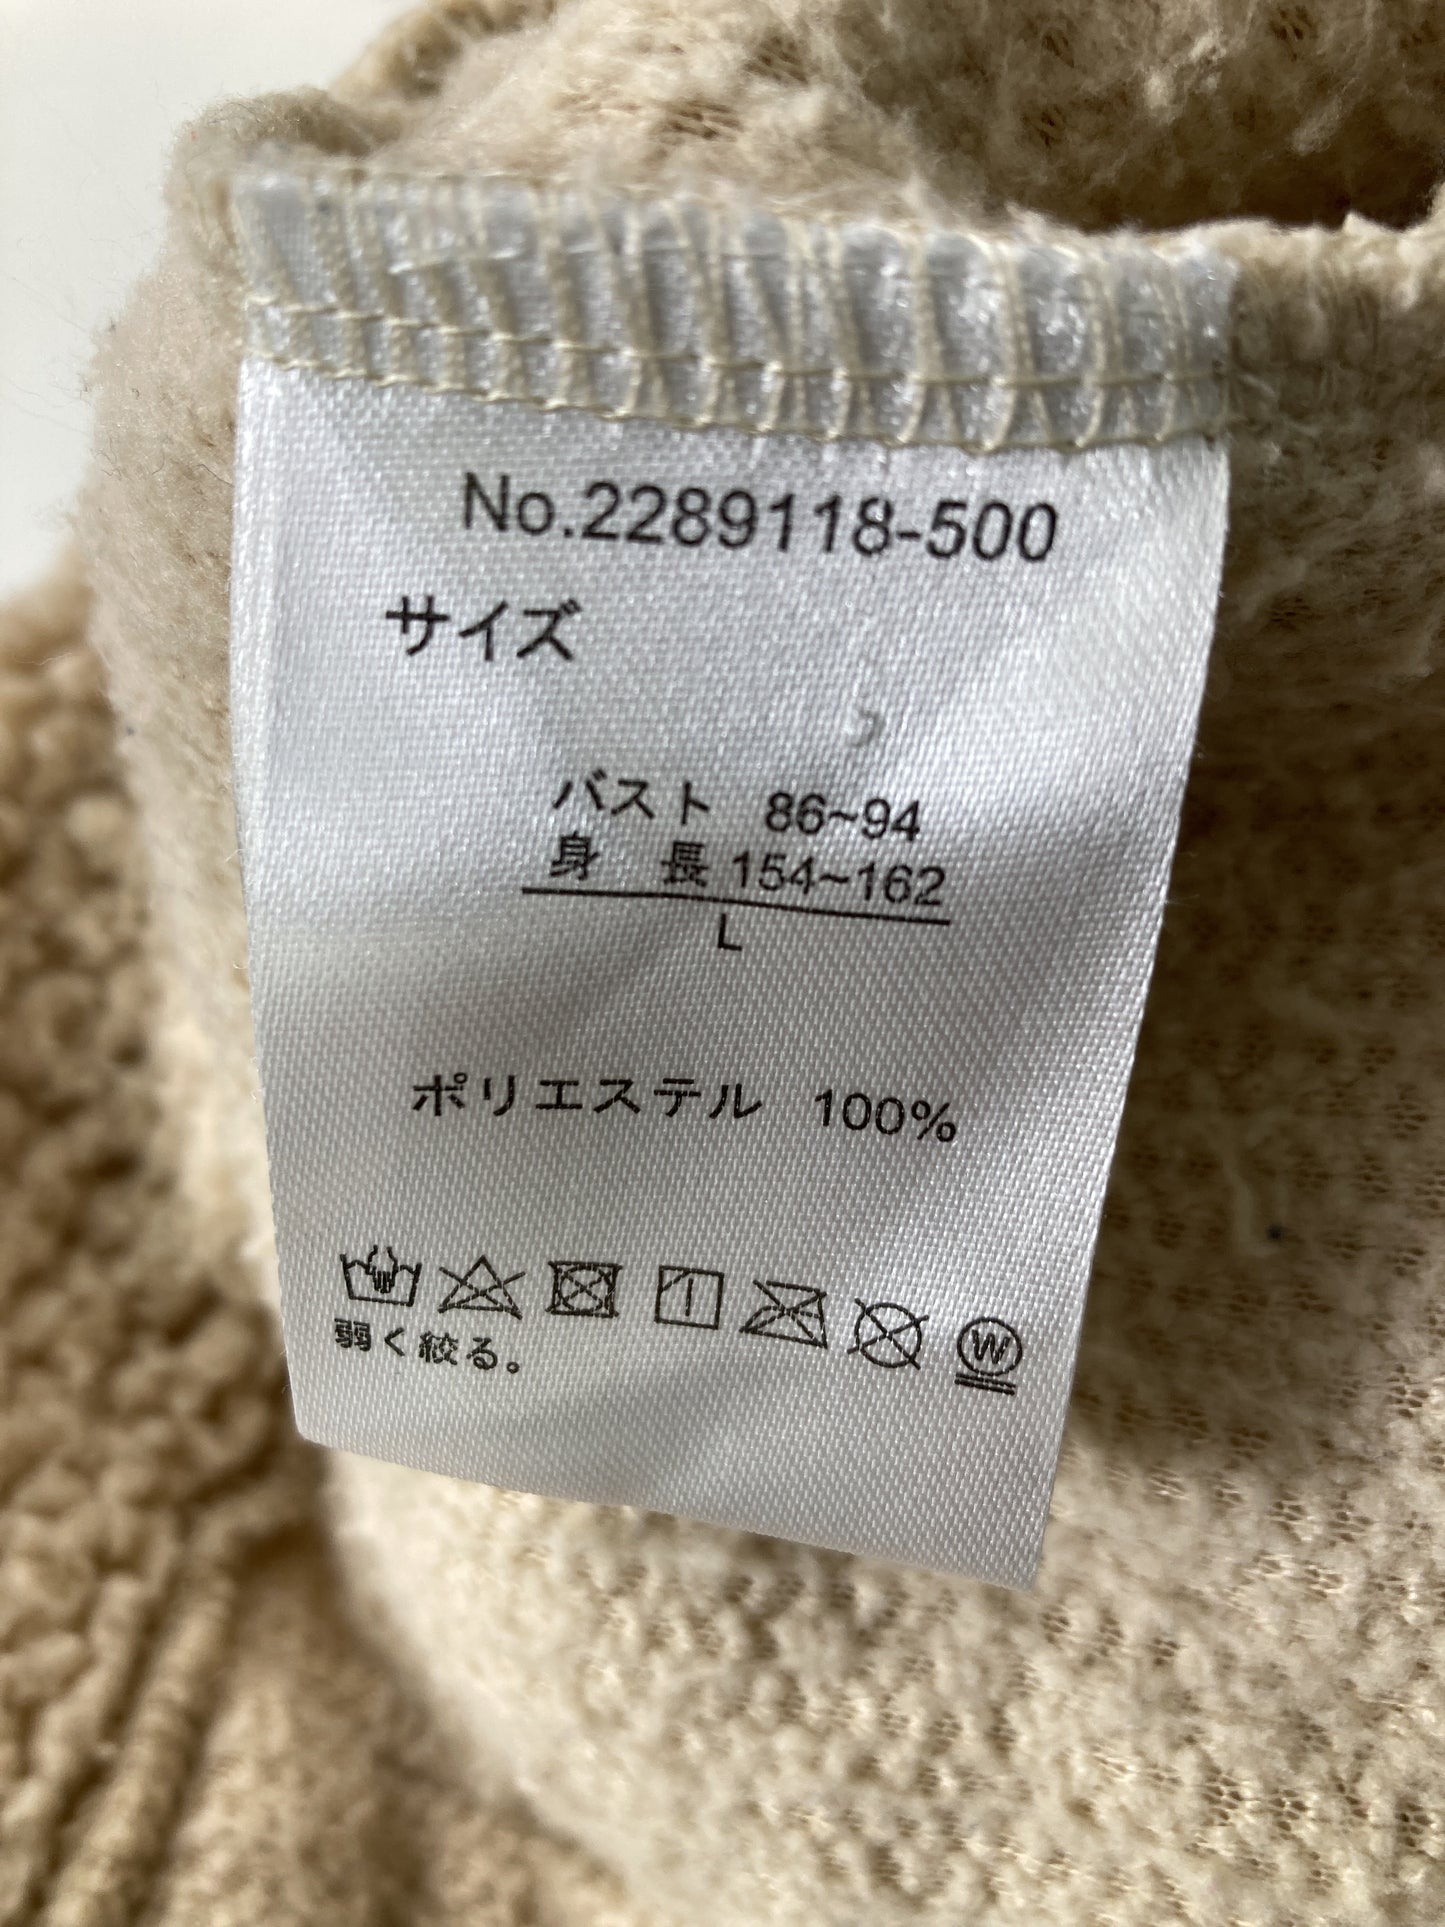 No.2289118-500
サイズ
バスト 86~94
身 長 154~162
L
ポリエステル 100%
W
弱く絞る。